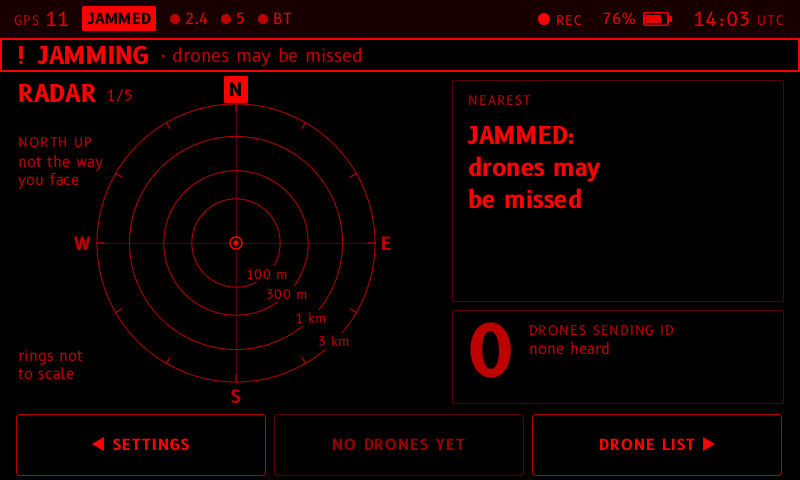 GPS 11 JAMMED 2.4 5 BT REC 76% 14:03 UTC
! JAMMING · drones may be missed
RADAR 1/5
N
NORTH UP
not the way
you face
W
E
100 m
300 m
1 km
3 km
rings not
to scale
S
NEAREST
JAMMED:
drones may
be missed
0
DRONES SENDING ID
none heard
◀ SETTINGS
NO DRONES YET
DRONE LIST ▶